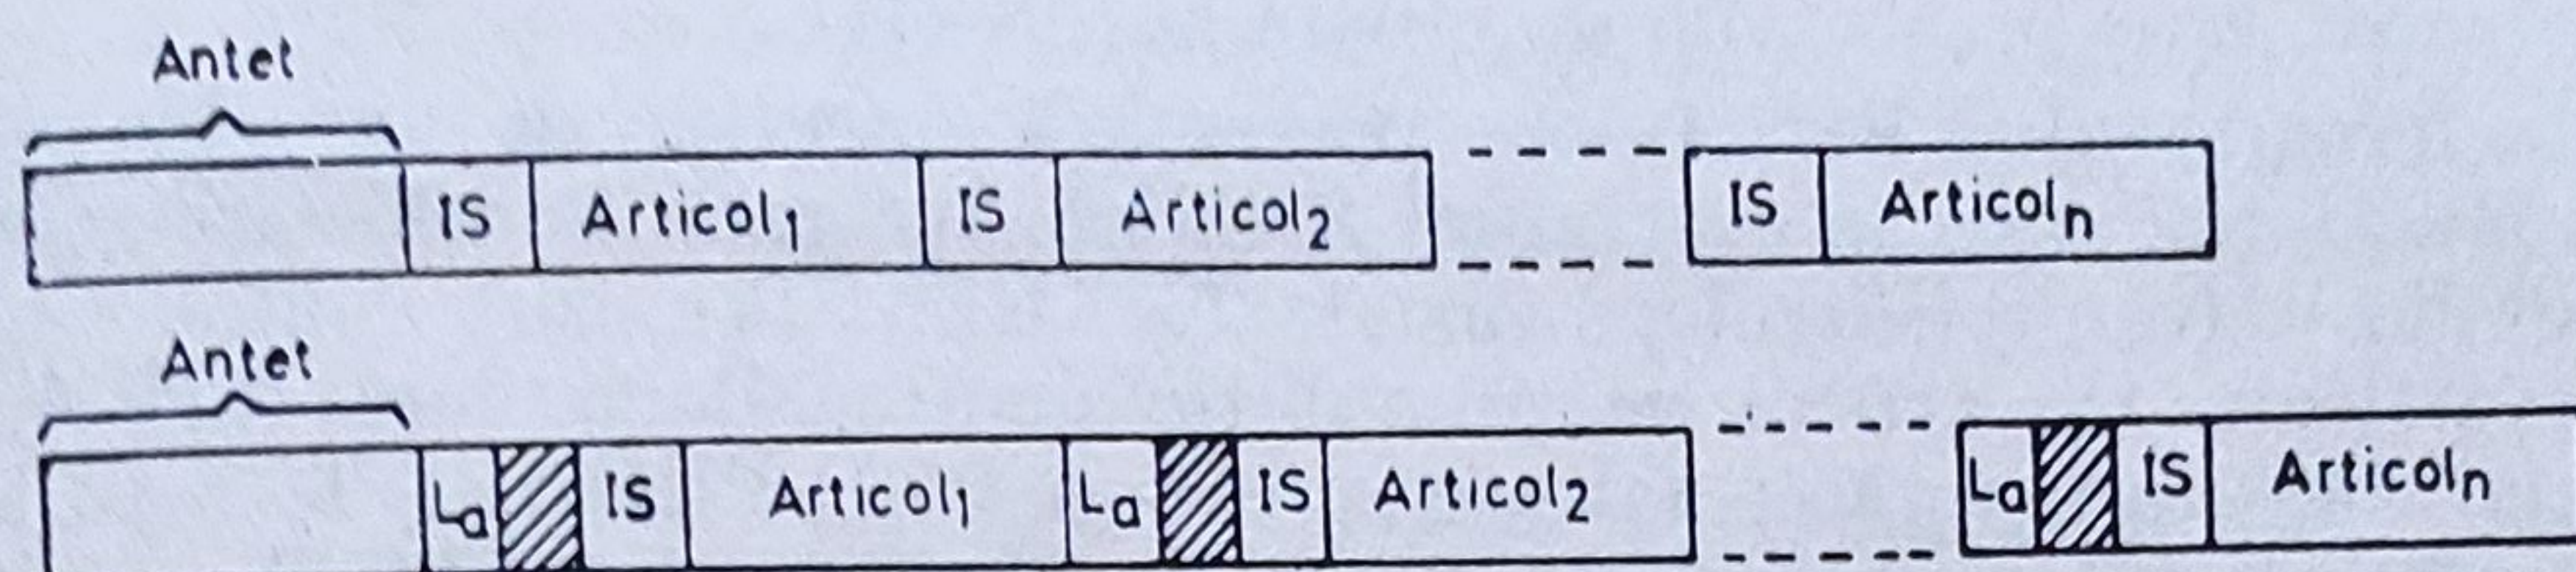 Antet
IS Articol1 IS Articol2 IS Articoln
Antet
La IS Articol1 La IS Articol2 La IS Articoln